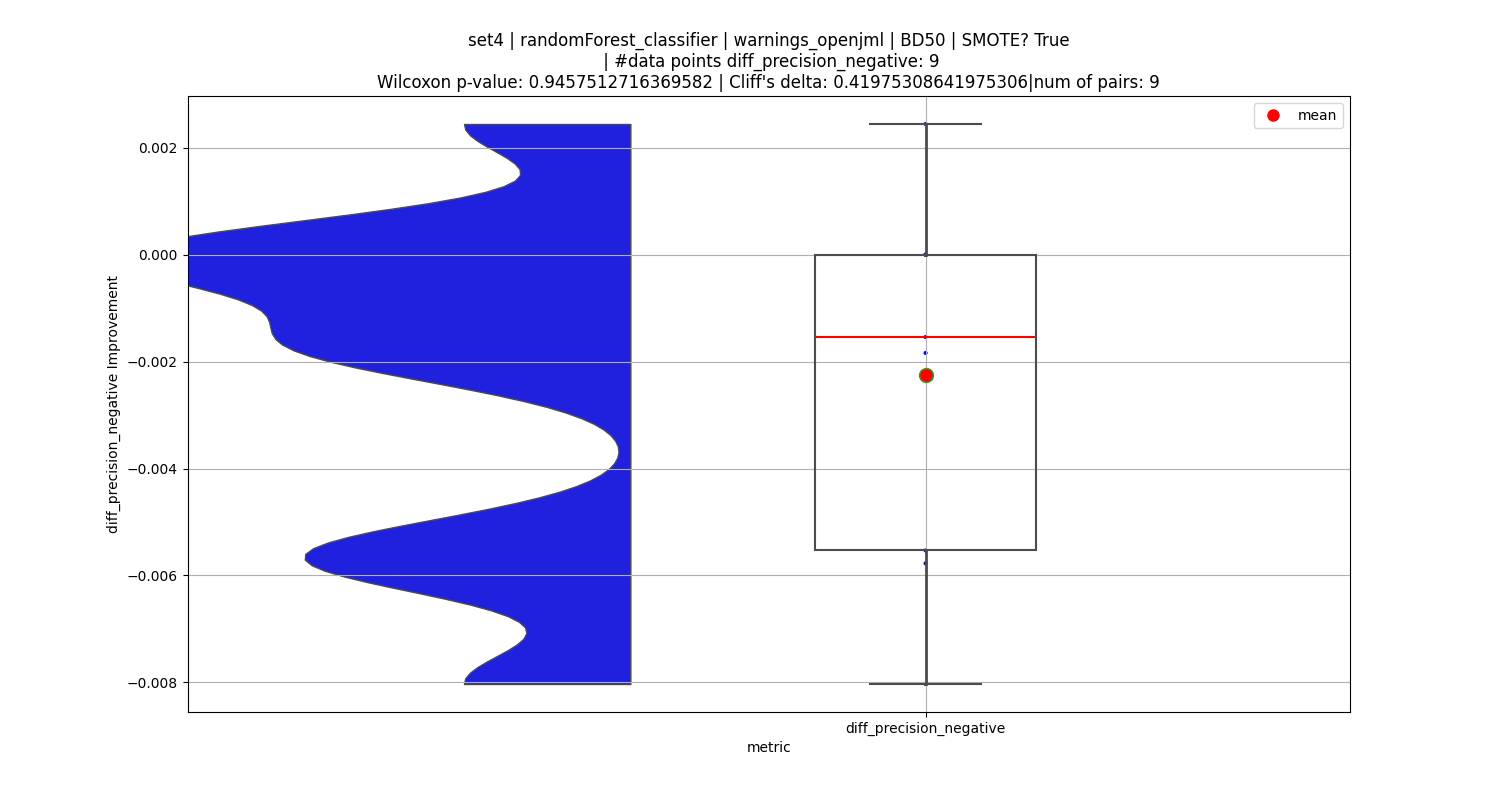 set4 | randomForest_classifier | warnings_openjml | BD50 | SMOTE? True
| #data points diff_precision_negative: 9
Wilcoxon p-value: 0.9457512716369582 | Cliff's delta: 0.41975308641975306|num of pairs: 9
mean
diff_precision_negative Improvement
0.002
0.000
−0.002
−0.004
−0.006
−0.008
diff_precision_negative
metric